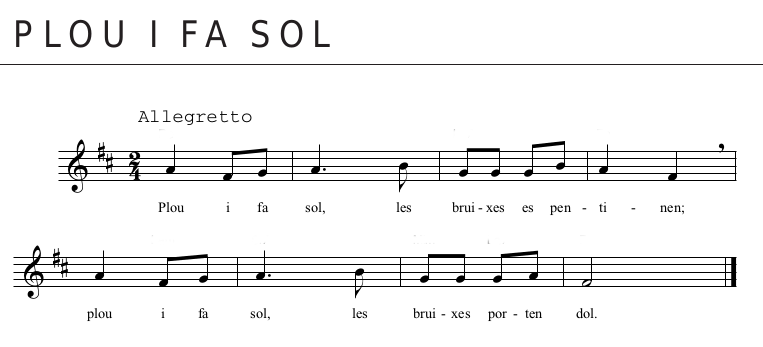 PLOU I FA SOL
Allegretto
2
4
Plou i fa sol, les brui - xes es pen - ti - nen;
plou i fa sol, les brui - xes por - ten dol.